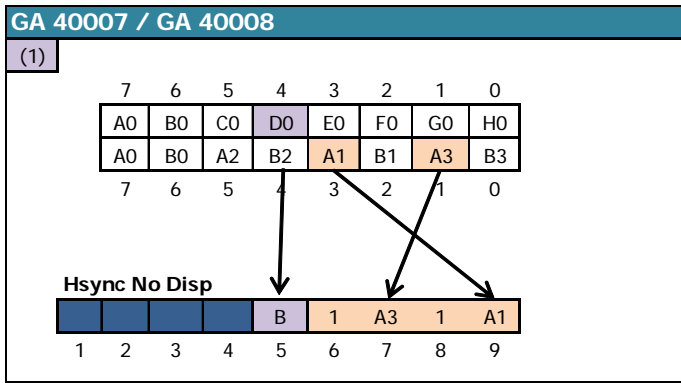 GA 40007 / GA 40008
(1)
7 6 5 4 3 2 1 0
A0 B0 C0 D0 E0 F0 G0 H0
A0 B0 A2 B2 A1 B1 A3 B3
7 6 5 4 3 2 1 0
Hsync No Disp
B 1 A3 1 A1
1 2 3 4 5 6 7 8 9